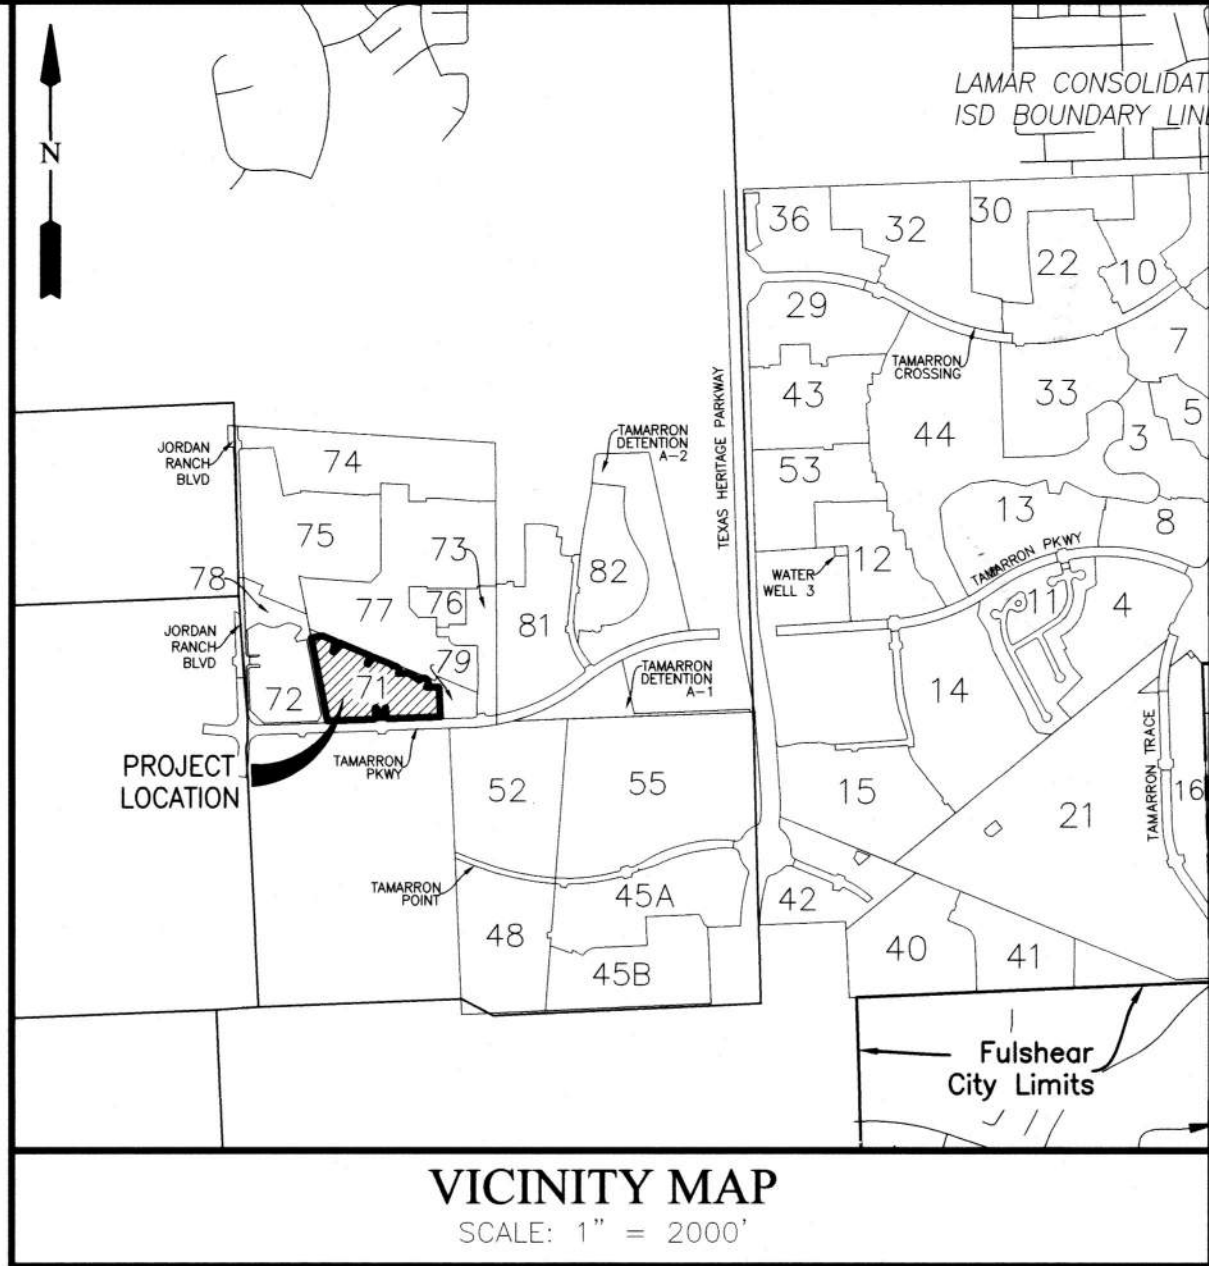 LAMAR CONSOLIDAT
ISD BOUNDARY LIN
N
36
32
30
22
10
29
7
TAMARRON
CROSSING
43
33
5
44
3
TEXAS HERITAGE PARKWAY
JORDAN
RANCH
BLVD
74
TAMARRON
DETENTION
A-2
53
13
8
75
73
82
12
WATER
WELL 3
TAMARRON PKWY
78
77
76
81
11
4
JORDAN
RANCH
BLVD
79
72
71
TAMARRON
DETENTION
A-1
14
PROJECT
LOCATION
TAMARRON
PKWY
52
55
15
21
TAMARRON TRACE
16
TAMARRON
POINT
45A
42
48
45B
40
41
Fulshear
City Limits
VICINITY MAP
SCALE: 1" = 2000'